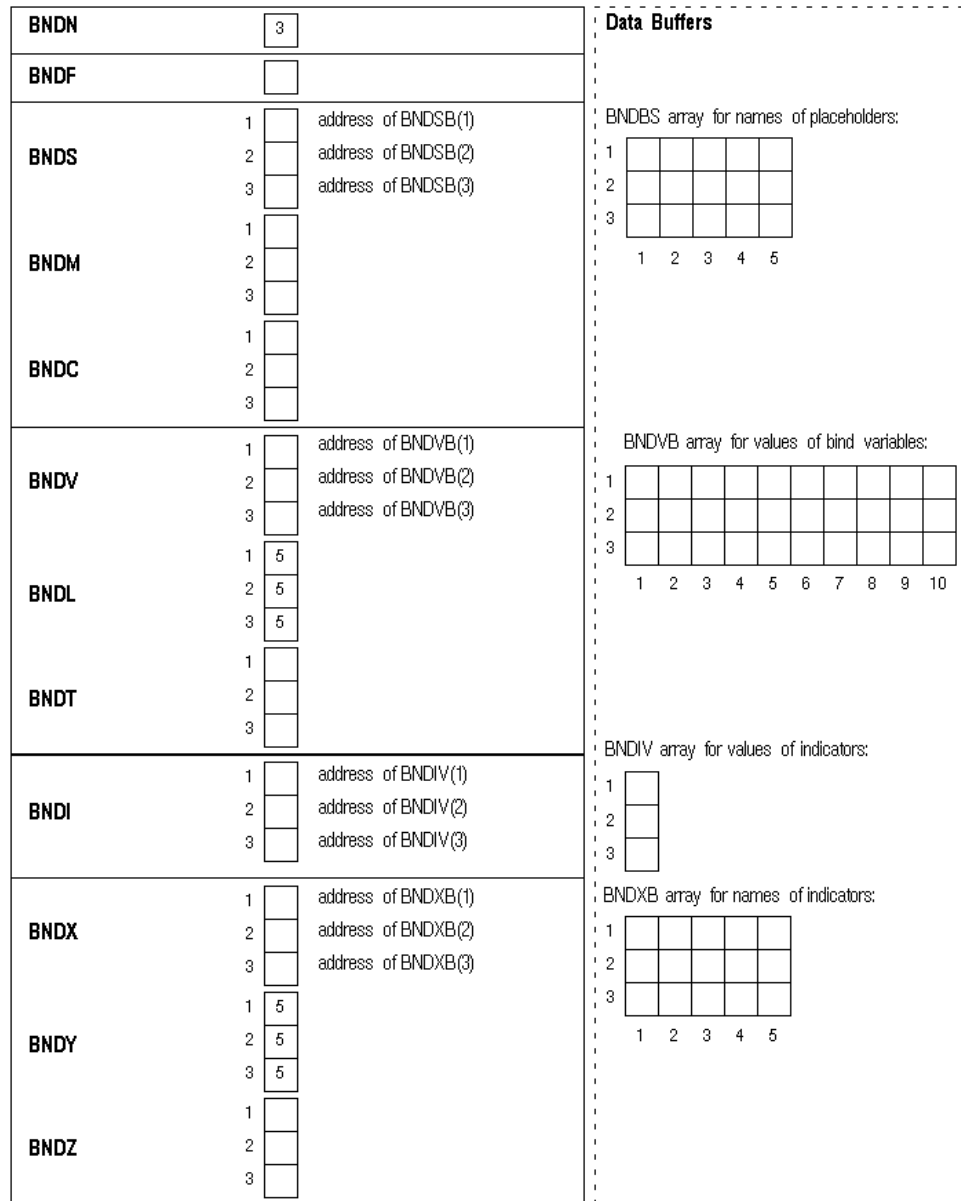 BNDN 3
Data Buffers
BNDF
BNDS
1 address of BNDSB(1)
2 address of BNDSB(2)
3 address of BNDSB(3)
BNDBS array for names of placeholders:
1
2
3
1 2 3 4 5
BNDM
1
2
3
BNDC
1
2
3
BNDV
1 address of BNDVB(1)
2 address of BNDVB(2)
3 address of BNDVB(3)
BNDVB array for values of bind variables:
1
2
3
1 2 3 4 5 6 7 8 9 10
BNDL
1 5
2 5
3 5
BNDT
1
2
3
BNDI
1 address of BNDIV(1)
2 address of BNDIV(2)
3 address of BNDIV(3)
BNDIV array for values of indicators:
1
2
3
BNDX
1 address of BNDXB(1)
2 address of BNDXB(2)
3 address of BNDXB(3)
BNDXB array for names of indicators:
1
2
3
1 2 3 4 5
BNDY
1 5
2 5
3 5
BNDZ
1
2
3